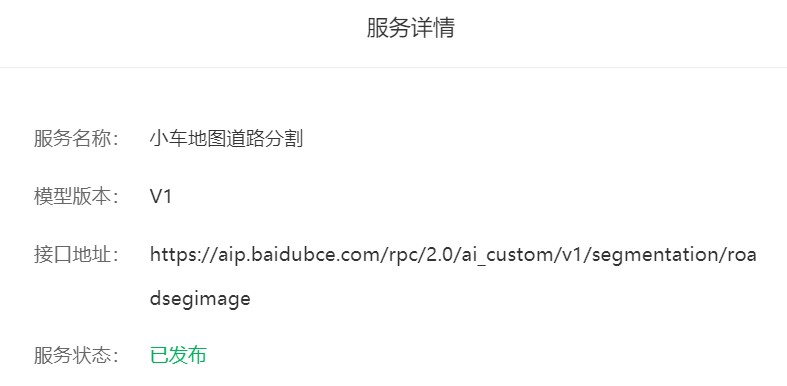 服务详情
服务名称： 小车地图道路分割
模型版本： V1
接口地址： https://aip.baidubce.com/rpc/2.0/ai_custom/v1/segmentation/roa
dsegimage
服务状态： 已发布